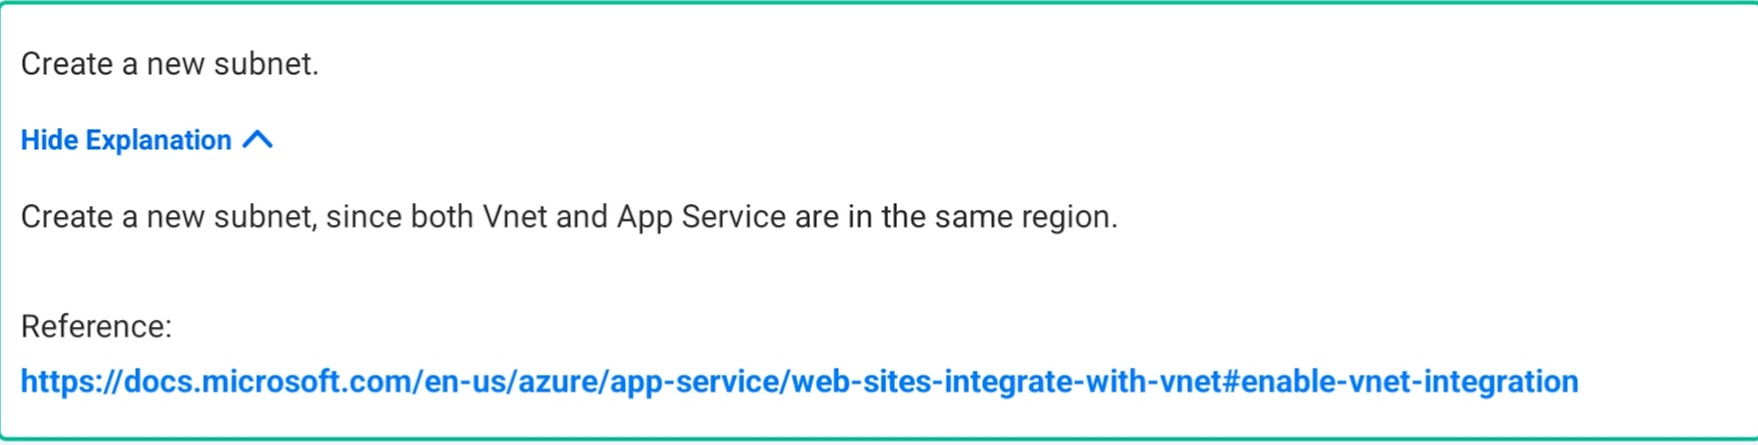 Create a new subnet.
Hide Explanation
Create a new subnet, since both Vnet and App Service are in the same region.
Reference:
https://docs.microsoft.com/en-us/azure/app-service/web-sites-integrate-with-vnet#enable-vnet-integration